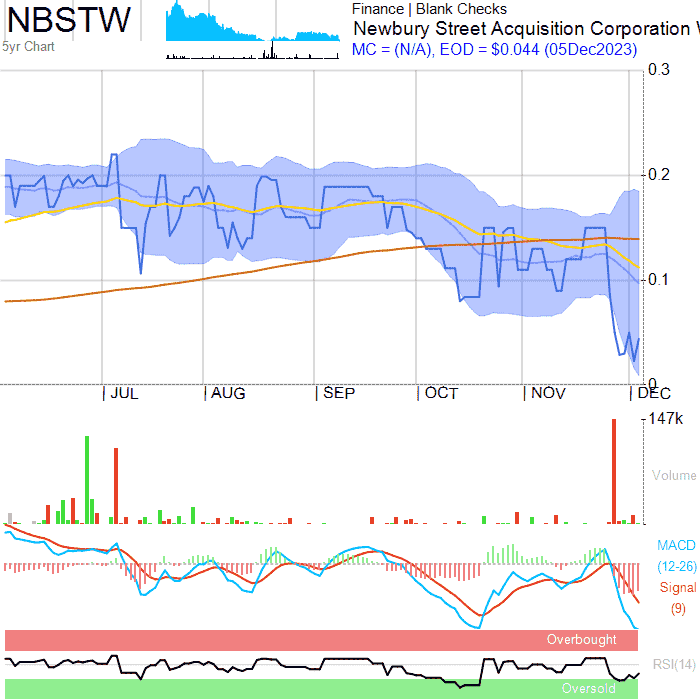 NBSTW
5yr Chart
Finance | Blank Checks
Newbury Street Acquisition Corporation W
MC = (N/A), EOD = $0.044 (05Dec2023)
0.3
0.2
0.1
0
JUL AUG SEP OCT NOV DEC
147k
Volume
MACD
(12-26)
Signal
(9)
Overbought
RSI(14)
Oversold